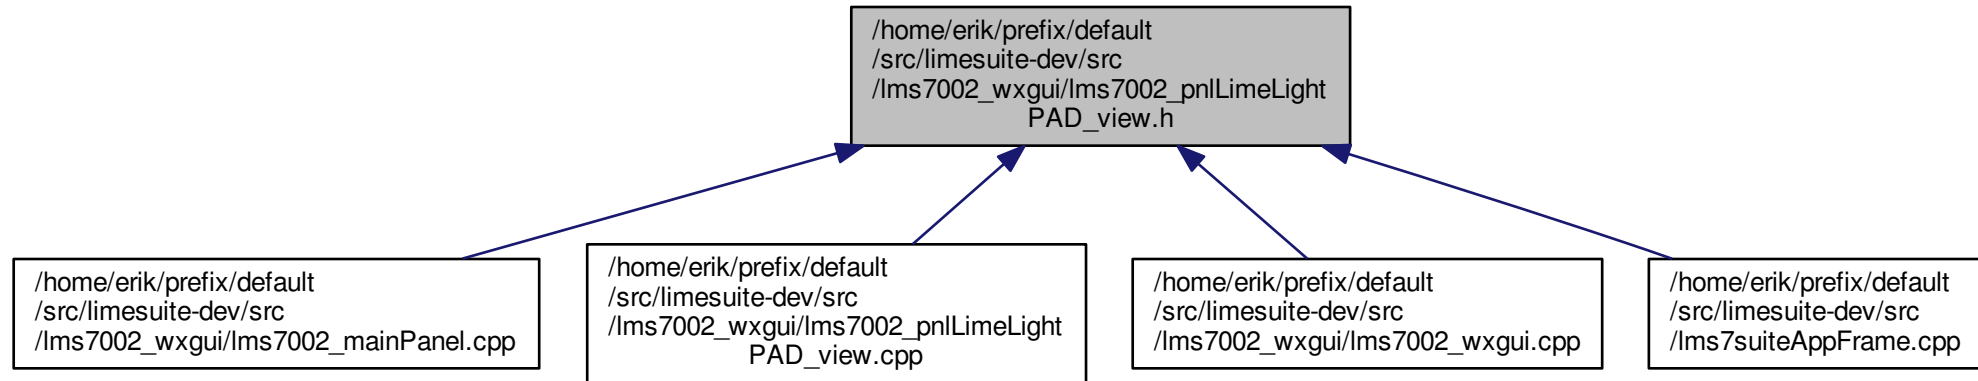 /home/erik/prefix/default
/src/limesuite-dev/src
/lms7002_wxgui/lms7002_pnlLimeLight
PAD_view.h
/home/erik/prefix/default
/src/limesuite-dev/src
/lms7002_wxgui/lms7002_mainPanel.cpp
/home/erik/prefix/default
/src/limesuite-dev/src
/lms7002_wxgui/lms7002_pnlLimeLight
PAD_view.cpp
/home/erik/prefix/default
/src/limesuite-dev/src
/lms7002_wxgui/lms7002_wxgui.cpp
/home/erik/prefix/default
/src/limesuite-dev/src
/lms7suiteAppFrame.cpp